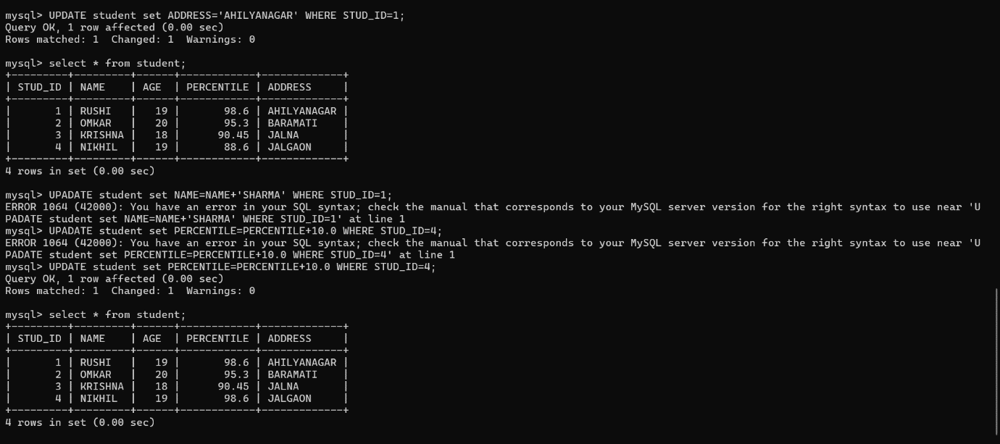 mysql> UPDATE student set ADDRESS='AHILYANAGAR' WHERE STUD_ID=1;
Query OK, 1 row affected (0.00 sec)
Rows matched: 1  Changed: 1  Warnings: 0

mysql> select * from student;
+---------+---------+------+------------+-------------+
| STUD_ID | NAME    | AGE  | PERCENTILE | ADDRESS     |
+---------+---------+------+------------+-------------+
|       1 | RUSHI   |   19 |       98.6 | AHILYANAGAR |
|       2 | OMKAR   |   20 |       95.3 | BARAMATI    |
|       3 | KRISHNA |   18 |      90.45 | JALNA       |
|       4 | NIKHIL  |   19 |       88.6 | JALGAON     |
+---------+---------+------+------------+-------------+
4 rows in set (0.00 sec)

mysql> UPADATE student set NAME=NAME+'SHARMA' WHERE STUD_ID=1;
ERROR 1064 (42000): You have an error in your SQL syntax; check the manual that corresponds to your MySQL server version for the right syntax to use near 'U
PADATE student set NAME=NAME+'SHARMA' WHERE STUD_ID=1' at line 1
mysql> UPADATE student set PERCENTILE=PERCENTILE+10.0 WHERE STUD_ID=4;
ERROR 1064 (42000): You have an error in your SQL syntax; check the manual that corresponds to your MySQL server version for the right syntax to use near 'U
PADATE student set PERCENTILE=PERCENTILE+10.0 WHERE STUD_ID=4' at line 1
mysql> UPDATE student set PERCENTILE=PERCENTILE+10.0 WHERE STUD_ID=4;
Query OK, 1 row affected (0.00 sec)
Rows matched: 1  Changed: 1  Warnings: 0

mysql> select * from student;
+---------+---------+------+------------+-------------+
| STUD_ID | NAME    | AGE  | PERCENTILE | ADDRESS     |
+---------+---------+------+------------+-------------+
|       1 | RUSHI   |   19 |       98.6 | AHILYANAGAR |
|       2 | OMKAR   |   20 |       95.3 | BARAMATI    |
|       3 | KRISHNA |   18 |      90.45 | JALNA       |
|       4 | NIKHIL  |   19 |       98.6 | JALGAON     |
+---------+---------+------+------------+-------------+
4 rows in set (0.00 sec)